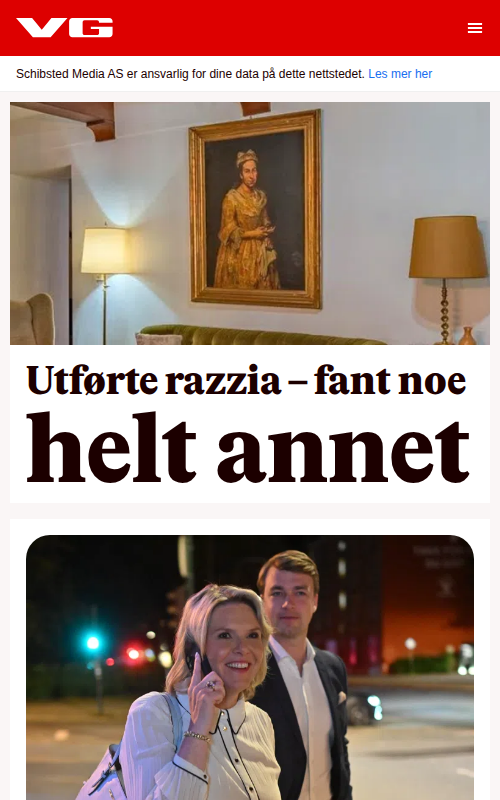 VG
Schibsted Media AS er ansvarlig for dine data på dette nettstedet. Les mer her
Utførte razzia – fant noe
helt annet